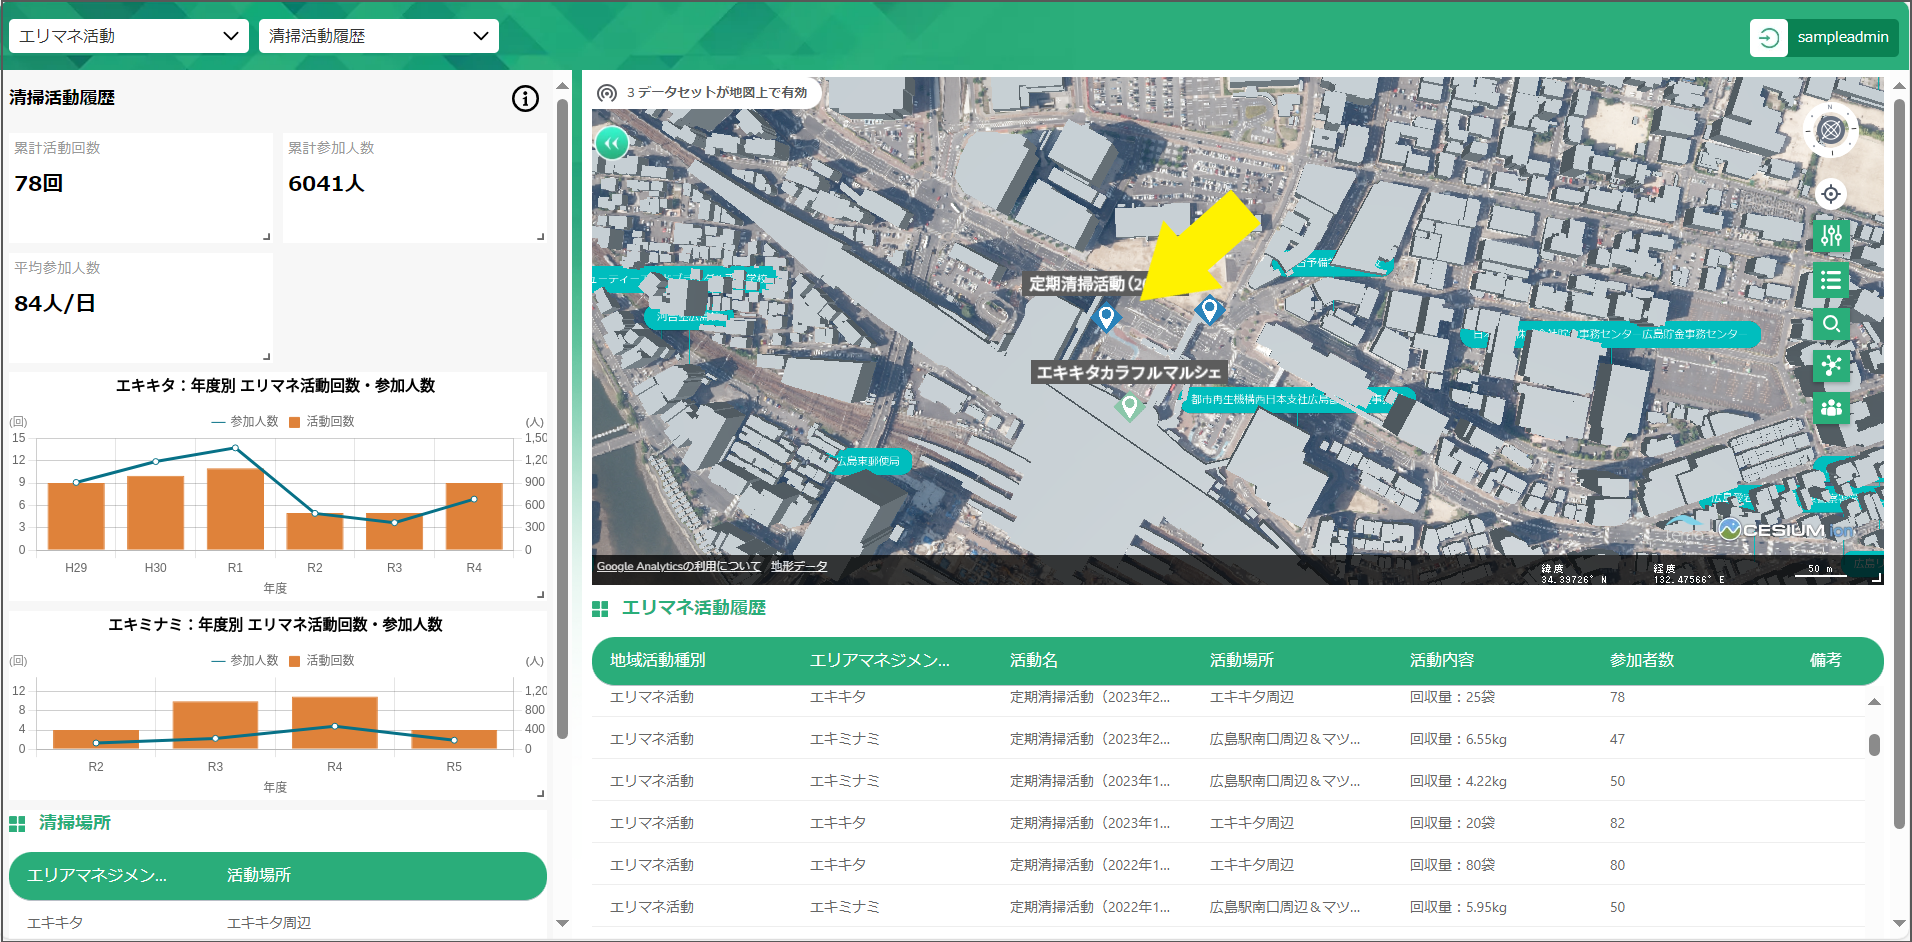 エリマネ活動
清掃活動履歴
sampleadmin
清掃活動履歴
累計活動回数
78回
累計参加人数
6041人
平均参加人数
84人/日
エキキタ：年度別 エリマネ活動回数・参加人数
参加人数 活動回数
(回) (人)
15 1,50
12 1,20
9 900
6 600
3 300
0 0
H29 H30 R1 R2 R3 R4
年度
エキミナミ：年度別 エリマネ活動回数・参加人数
参加人数 活動回数
(回) (人)
12 1,20
8 800
4 400
0 0
R2 R3 R4 R5
年度
清掃場所
エリアマネジメン... 活動場所
エキキタ エキキタ周辺
3 データセットが地図上で有効
N
定期清掃活動（20
エキキタカラフルマルシェ
都市再生機構西日本支社広島
広島東郵便局
広島貯金事務センター
CESIUM ion
Google Analyticsの利用について 地形データ
緯度
34.39726° N
経度
132.47566° E
50 m
エリマネ活動履歴
地域活動種別 エリアマネジメン... 活動名 活動場所 活動内容 参加者数 備考
エリマネ活動 エキキタ 定期清掃活動（2023年2... エキキタ周辺 回収量：25袋 78
エリマネ活動 エキミナミ 定期清掃活動（2023年2... 広島駅南口周辺＆マツ... 回収量：6.55kg 47
エリマネ活動 エキミナミ 定期清掃活動（2023年1... 広島駅南口周辺＆マツ... 回収量：4.22kg 50
エリマネ活動 エキキタ 定期清掃活動（2023年1... エキキタ周辺 回収量：20袋 82
エリマネ活動 エキキタ 定期清掃活動（2022年1... エキキタ周辺 回収量：80袋 80
エリマネ活動 エキミナミ 定期清掃活動（2022年1... 広島駅南口周辺＆マツ... 回収量：5.95kg 50